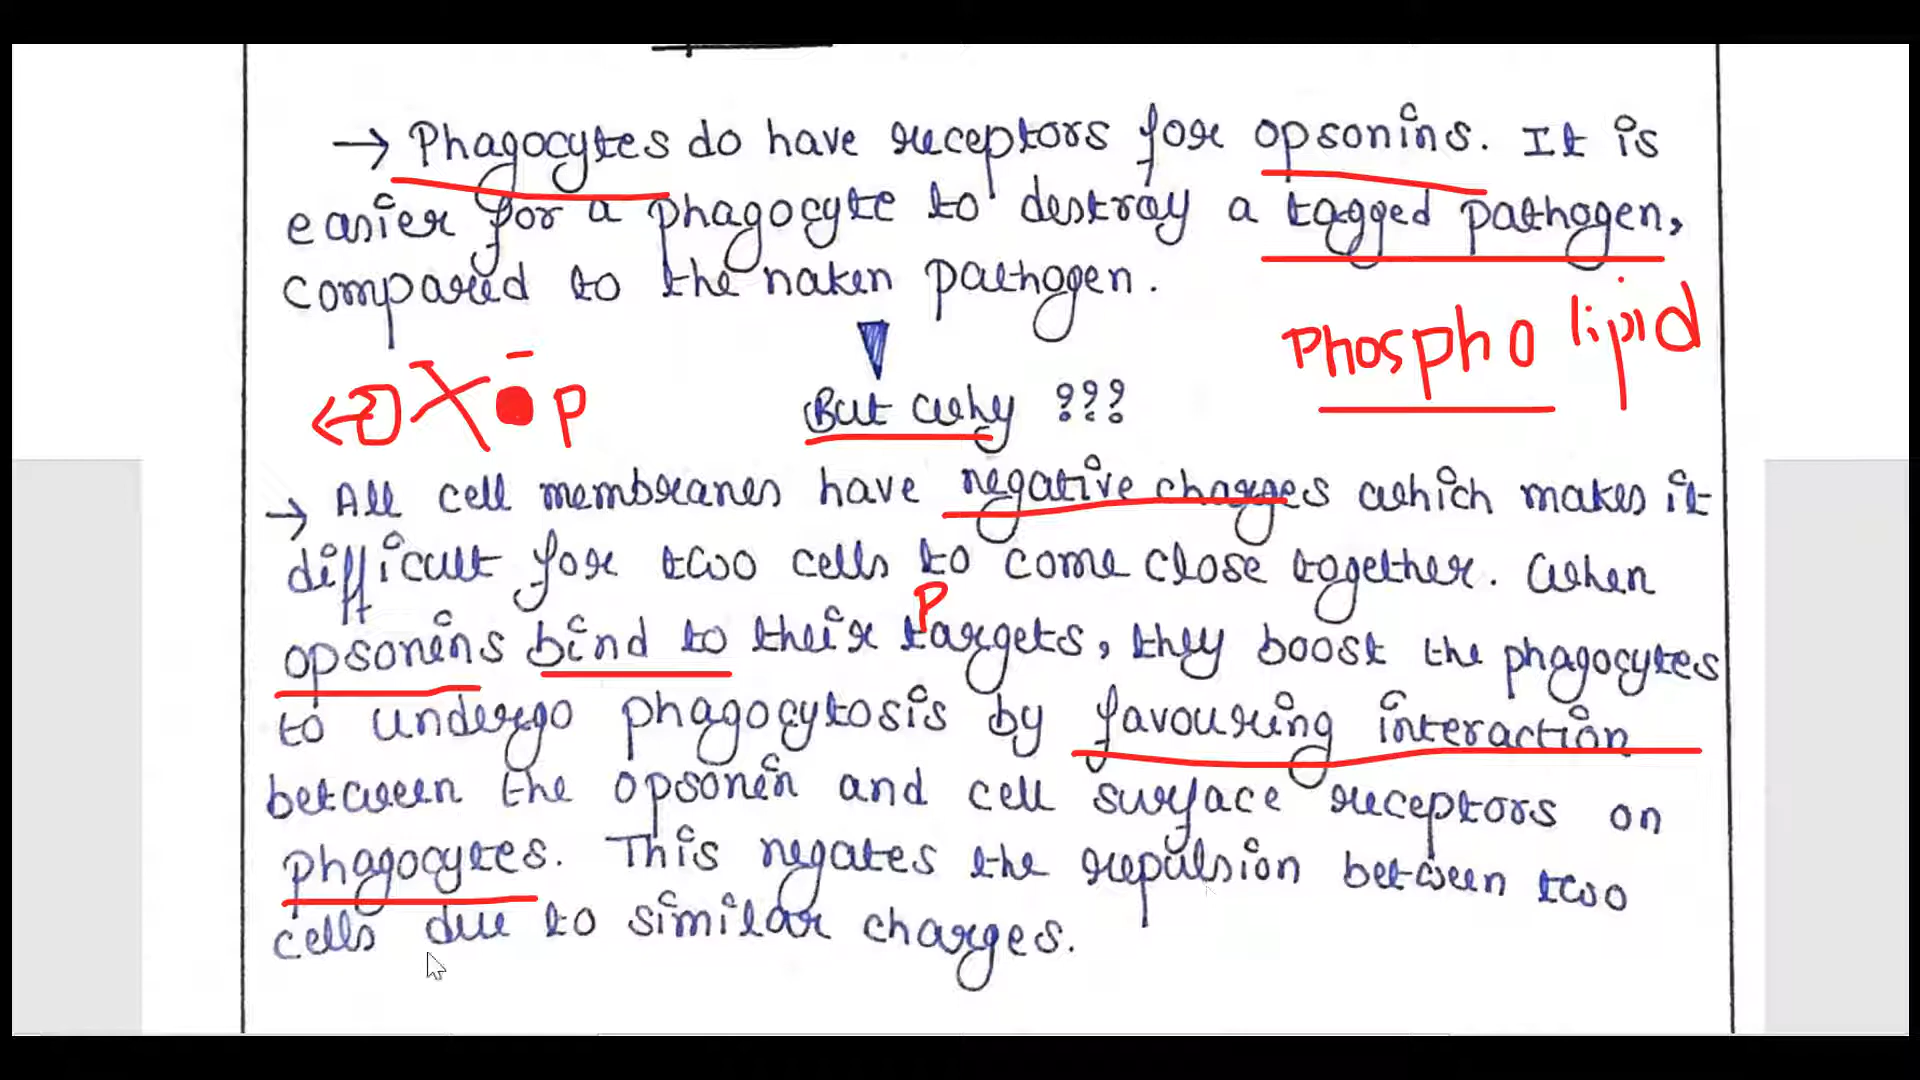 → Phagocytes do have receptors for opsonins. It is
easier for a phagocyte to destroy a tagged pathogen,
compared to the naken pathogen.
Phospho lipid
− P
But why ???
→ All cell membranes have negative charges which makes it
difficult for two cells to come close together. When
P
opsonins bind to their targets, they boost the phagocytes
to undergo phagocytosis by favouring interaction
between the opsonin and cell surface receptors on
phagocytes. This negates the repulsion between two
cells due to similar charges.